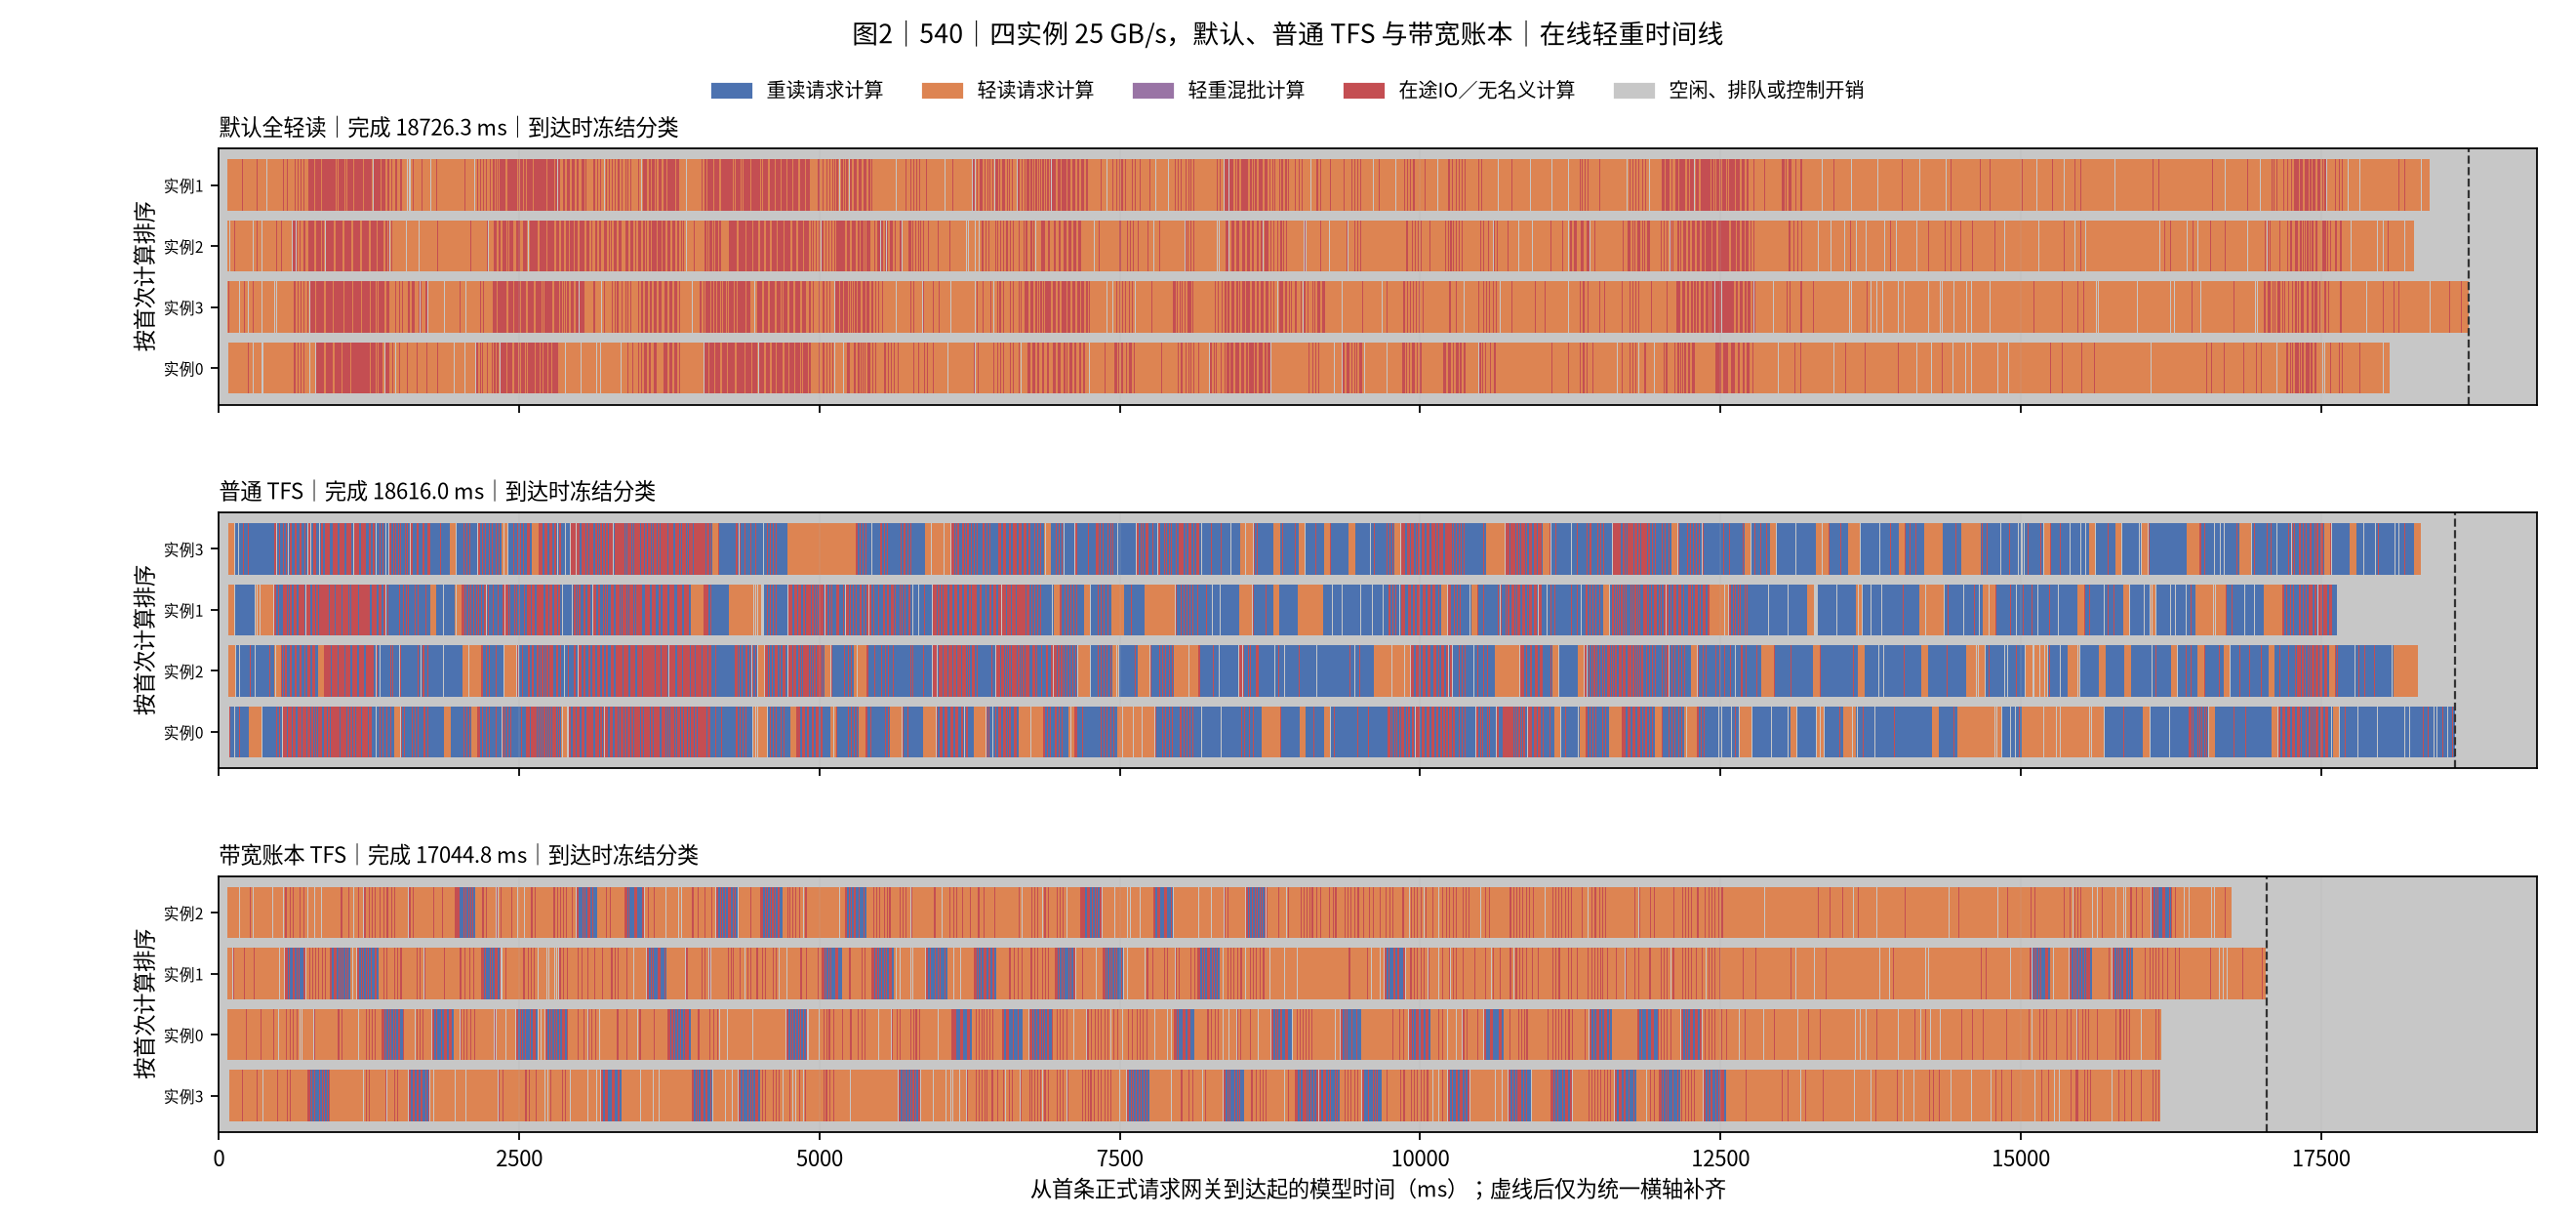 图2｜540｜四实例 25 GB/s，默认、普通 TFS 与带宽账本｜在线轻重时间线
重读请求计算 轻读请求计算 轻重混批计算 在途IO／无名义计算 空闲、排队或控制开销
默认全轻读｜完成 18726.3 ms｜到达时冻结分类
按首次计算排序
实例1
实例2
实例3
实例0
普通 TFS｜完成 18616.0 ms｜到达时冻结分类
按首次计算排序
实例3
实例1
实例2
实例0
带宽账本 TFS｜完成 17044.8 ms｜到达时冻结分类
按首次计算排序
实例2
实例1
实例0
实例3
0 2500 5000 7500 10000 12500 15000 17500
从首条正式请求网关到达起的模型时间（ms）；虚线后仅为统一横轴补齐